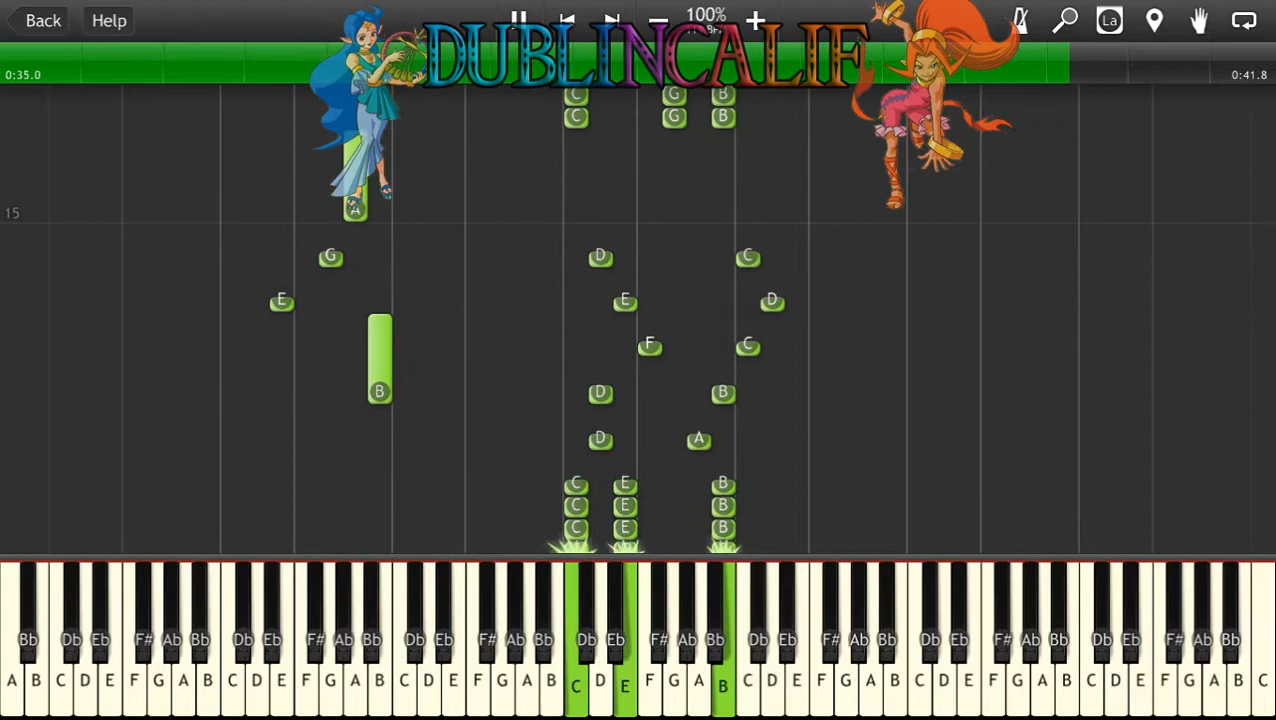 Back Help 100%
DUBLINCALIF
La
0:35.0 0:41.8
C G B
C G B
A
15
G D C
E E D
F C
B D B
D A
C E B
C E B
C E B
Bb Db Eb F# Ab Bb Db Eb F# Ab Bb Db Eb F# Ab Bb Db Eb F# Ab Bb Db Eb F# Ab Bb Db Eb F# Ab Bb Db Eb F# Ab Bb
A B C D E F G A B C D E F G A B C D E F G A B C D E F G A B C D E F G A B C D E F G A B C D E F G A B C